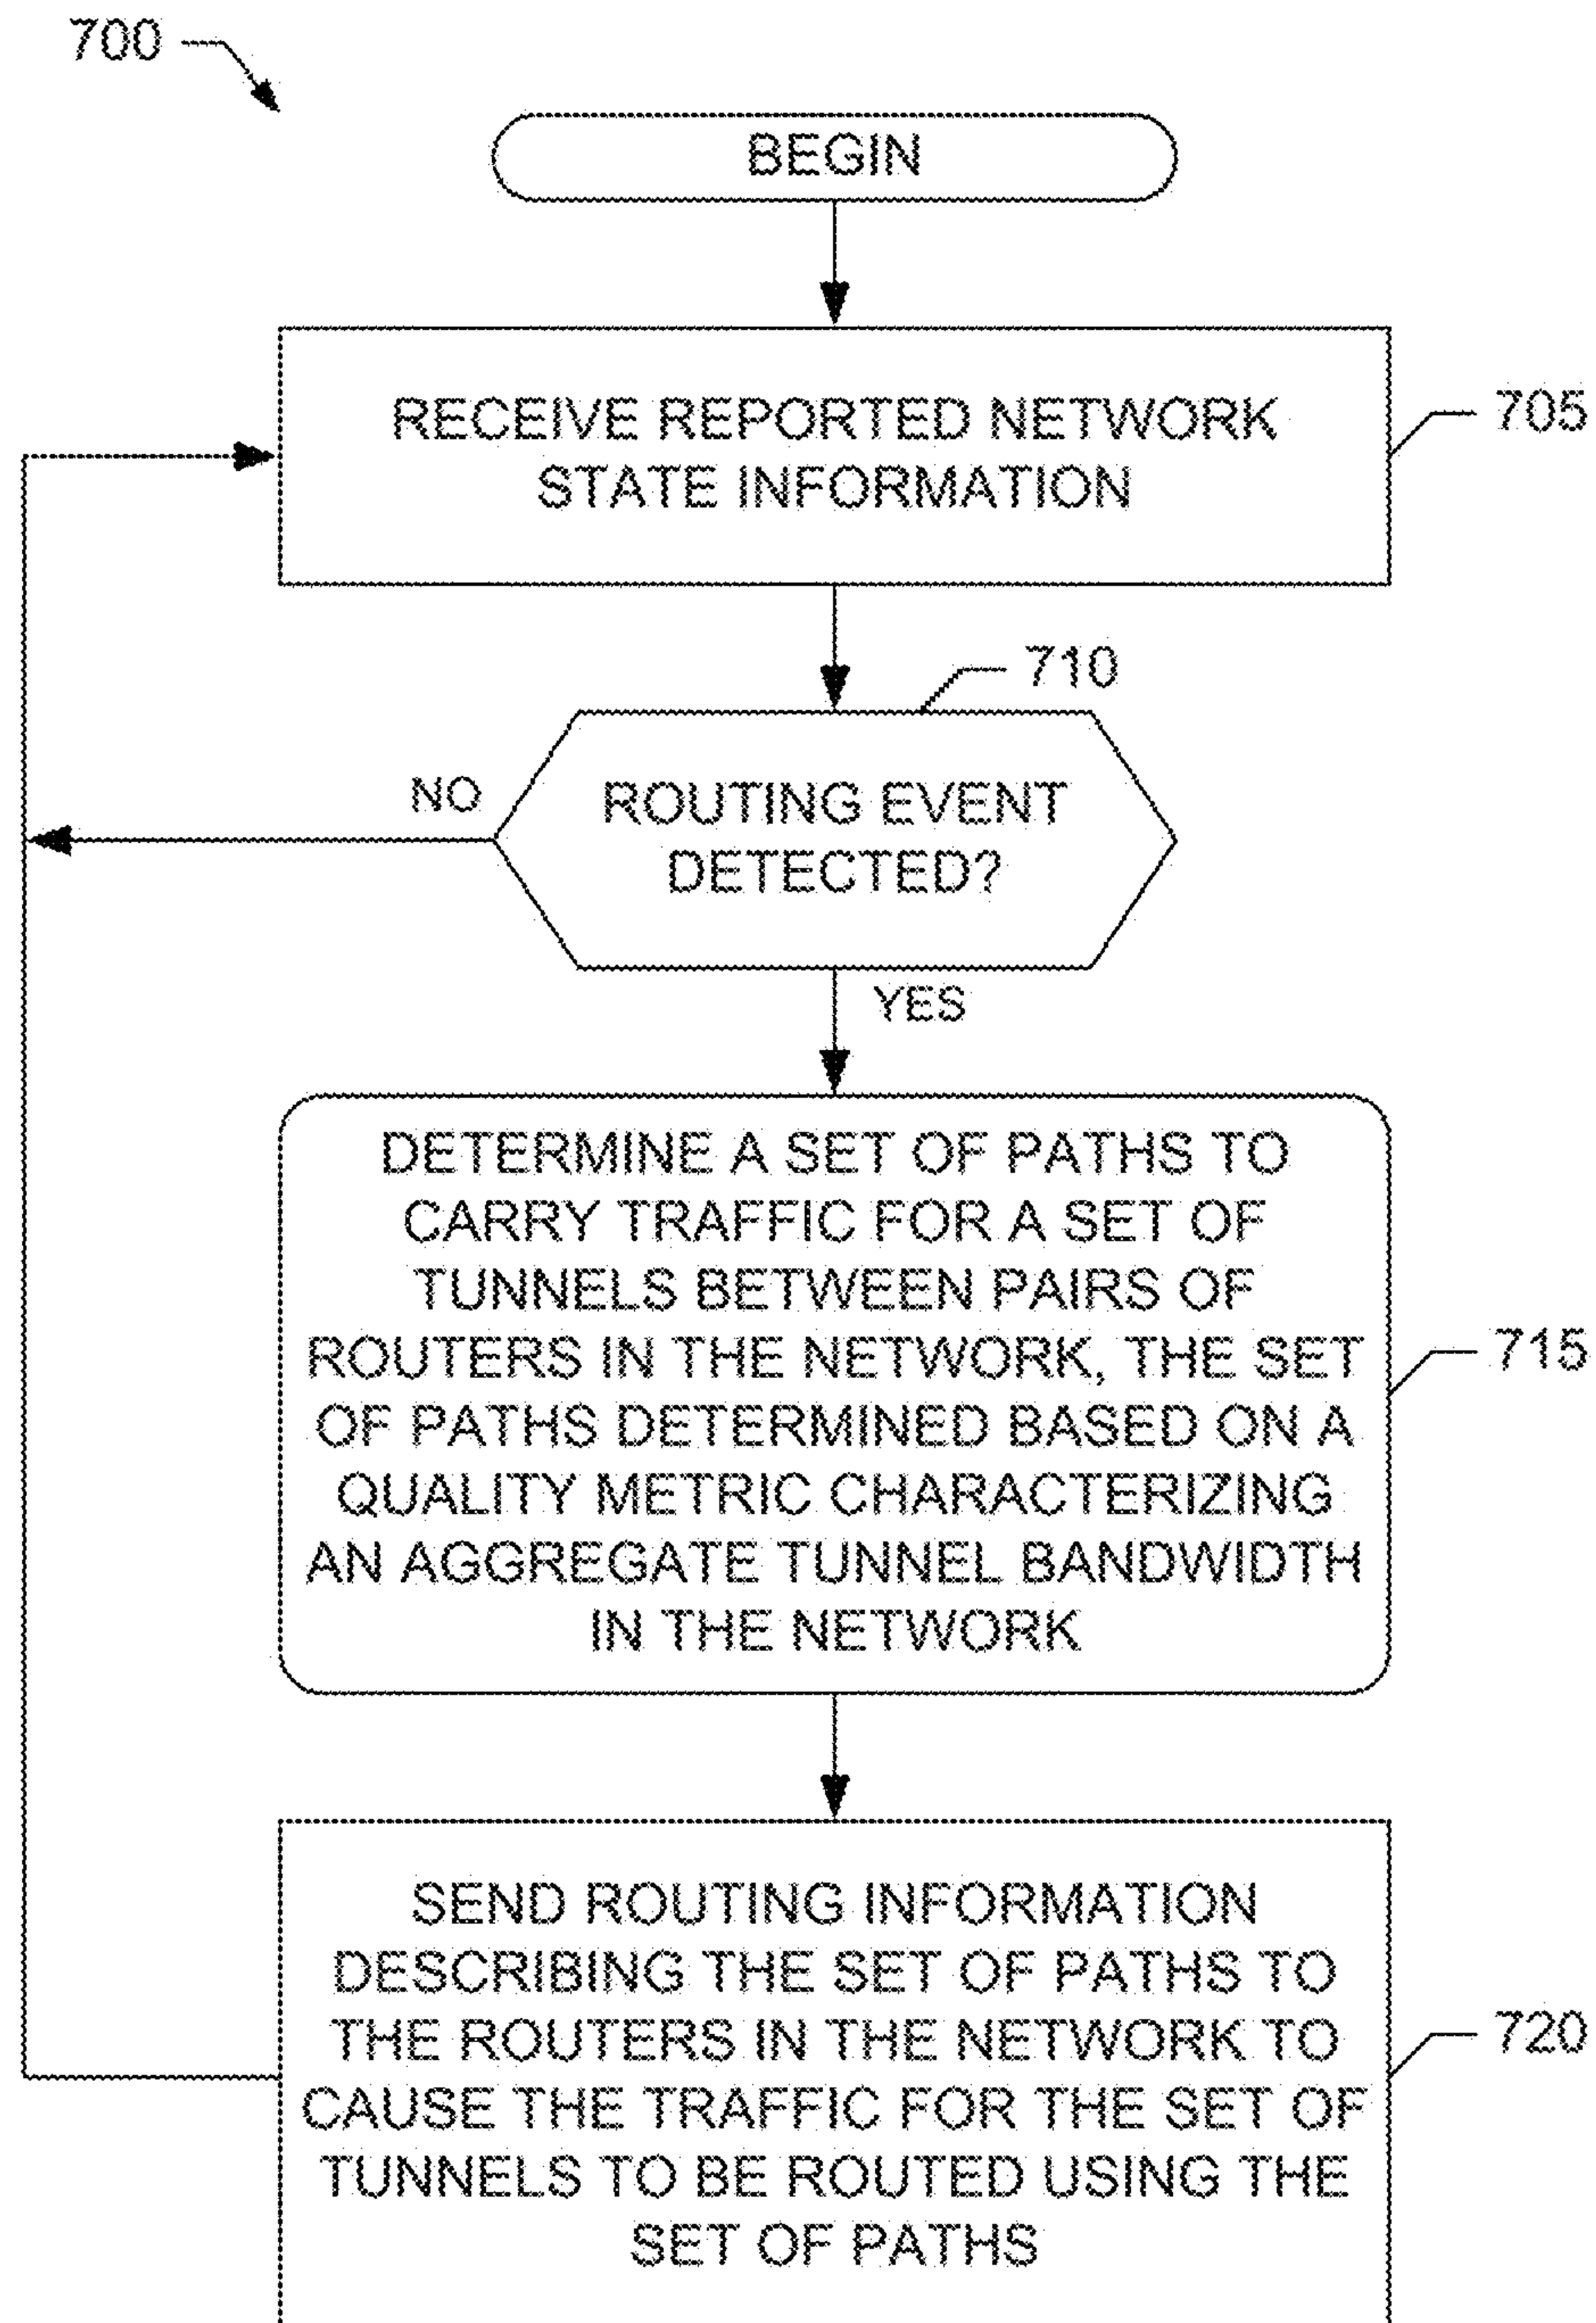 700
BEGIN
RECEIVE REPORTED NETWORK
STATE INFORMATION
705
710
ROUTING EVENT
DETECTED?
NO
YES
DETERMINE A SET OF PATHS TO
CARRY TRAFFIC FOR A SET OF
TUNNELS BETWEEN PAIRS OF
ROUTERS IN THE NETWORK, THE SET
OF PATHS DETERMINED BASED ON A
QUALITY METRIC CHARACTERIZING
AN AGGREGATE TUNNEL BANDWIDTH
IN THE NETWORK
715
SEND ROUTING INFORMATION
DESCRIBING THE SET OF PATHS TO
THE ROUTERS IN THE NETWORK TO
CAUSE THE TRAFFIC FOR THE SET OF
TUNNELS TO BE ROUTED USING THE
SET OF PATHS
720